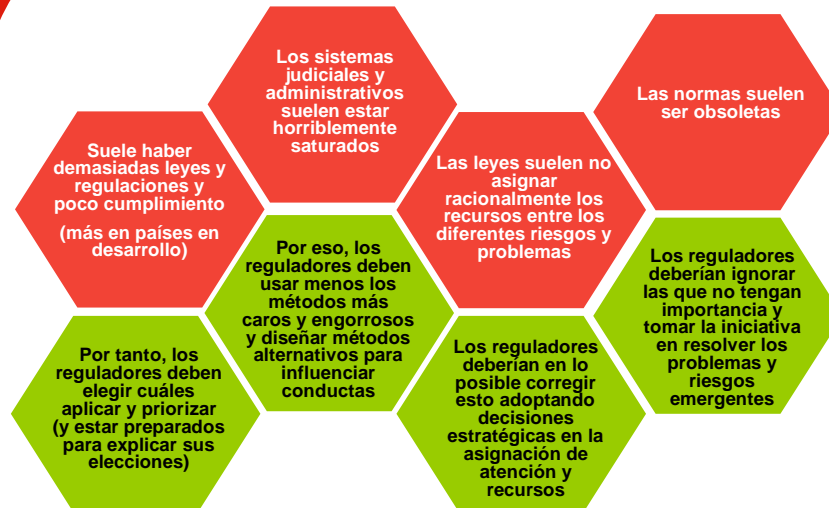 Suele haber
demasiadas leyes y
regulaciones y
poco cumplimiento
(más en países en
desarrollo)
Por tanto, los
reguladores deben
elegir cuáles
aplicar y priorizar
(y estar preparados
para explicar sus
elecciones)
Los sistemas
judiciales y
administrativos
suelen estar
horriblemente
saturados
Por eso, los
reguladores deben
usar menos los
métodos más
caros y engorrosos
y diseñar métodos
alternativos para
influenciar
conductas
Las leyes suelen no
asignar
racionalmente los
recursos entre los
diferentes riesgos y
problemas
Los reguladores
deberían en lo
posible corregir
esto adoptando
decisiones
estratégicas en la
asignación de
atención y
recursos
Las normas suelen
ser obsoletas
Los reguladores
deberían ignorar
las que no tengan
importancia y
tomar la iniciativa
en resolver los
problemas y
riesgos
emergentes